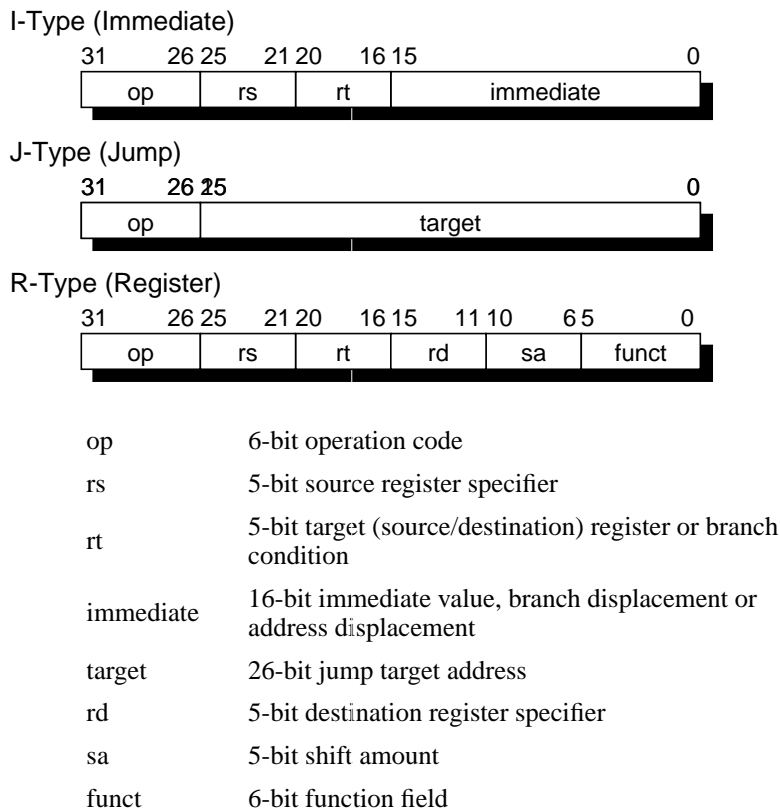 I-Type (Immediate)
31 26 25 21 20 16 15 0
op rs rt immediate
J-Type (Jump)
31 26 25 0
op target
R-Type (Register)
31 26 25 21 20 16 15 11 10 6 5 0
op rs rt rd sa funct
op 6-bit operation code
rs 5-bit source register specifier
rt 5-bit target (source/destination) register or branch
condition
immediate 16-bit immediate value, branch displacement or
address displacement
target 26-bit jump target address
rd 5-bit destination register specifier
sa 5-bit shift amount
funct 6-bit function field